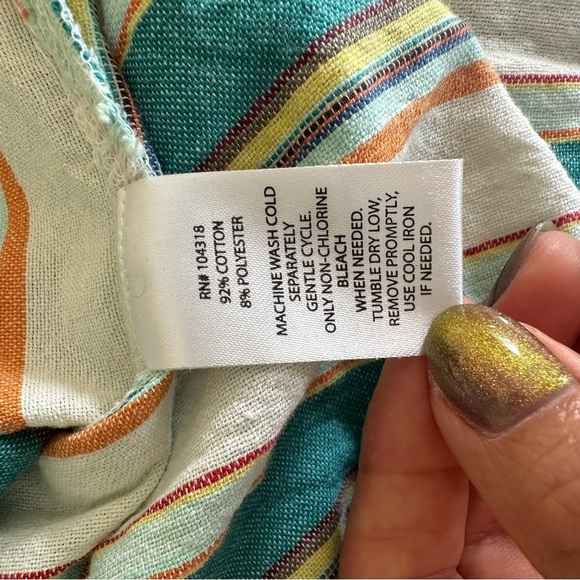 RN# 104318
92% COTTON
8% POLYESTER
MACHINE WASH COLD
SEPARATELY
GENTLE CYCLE.
ONLY NON-CHLORINE
BLEACH
WHEN NEEDED.
TUMBLE DRY LOW,
REMOVE PROMPTLY,
USE COOL IRON
IF NEEDED.